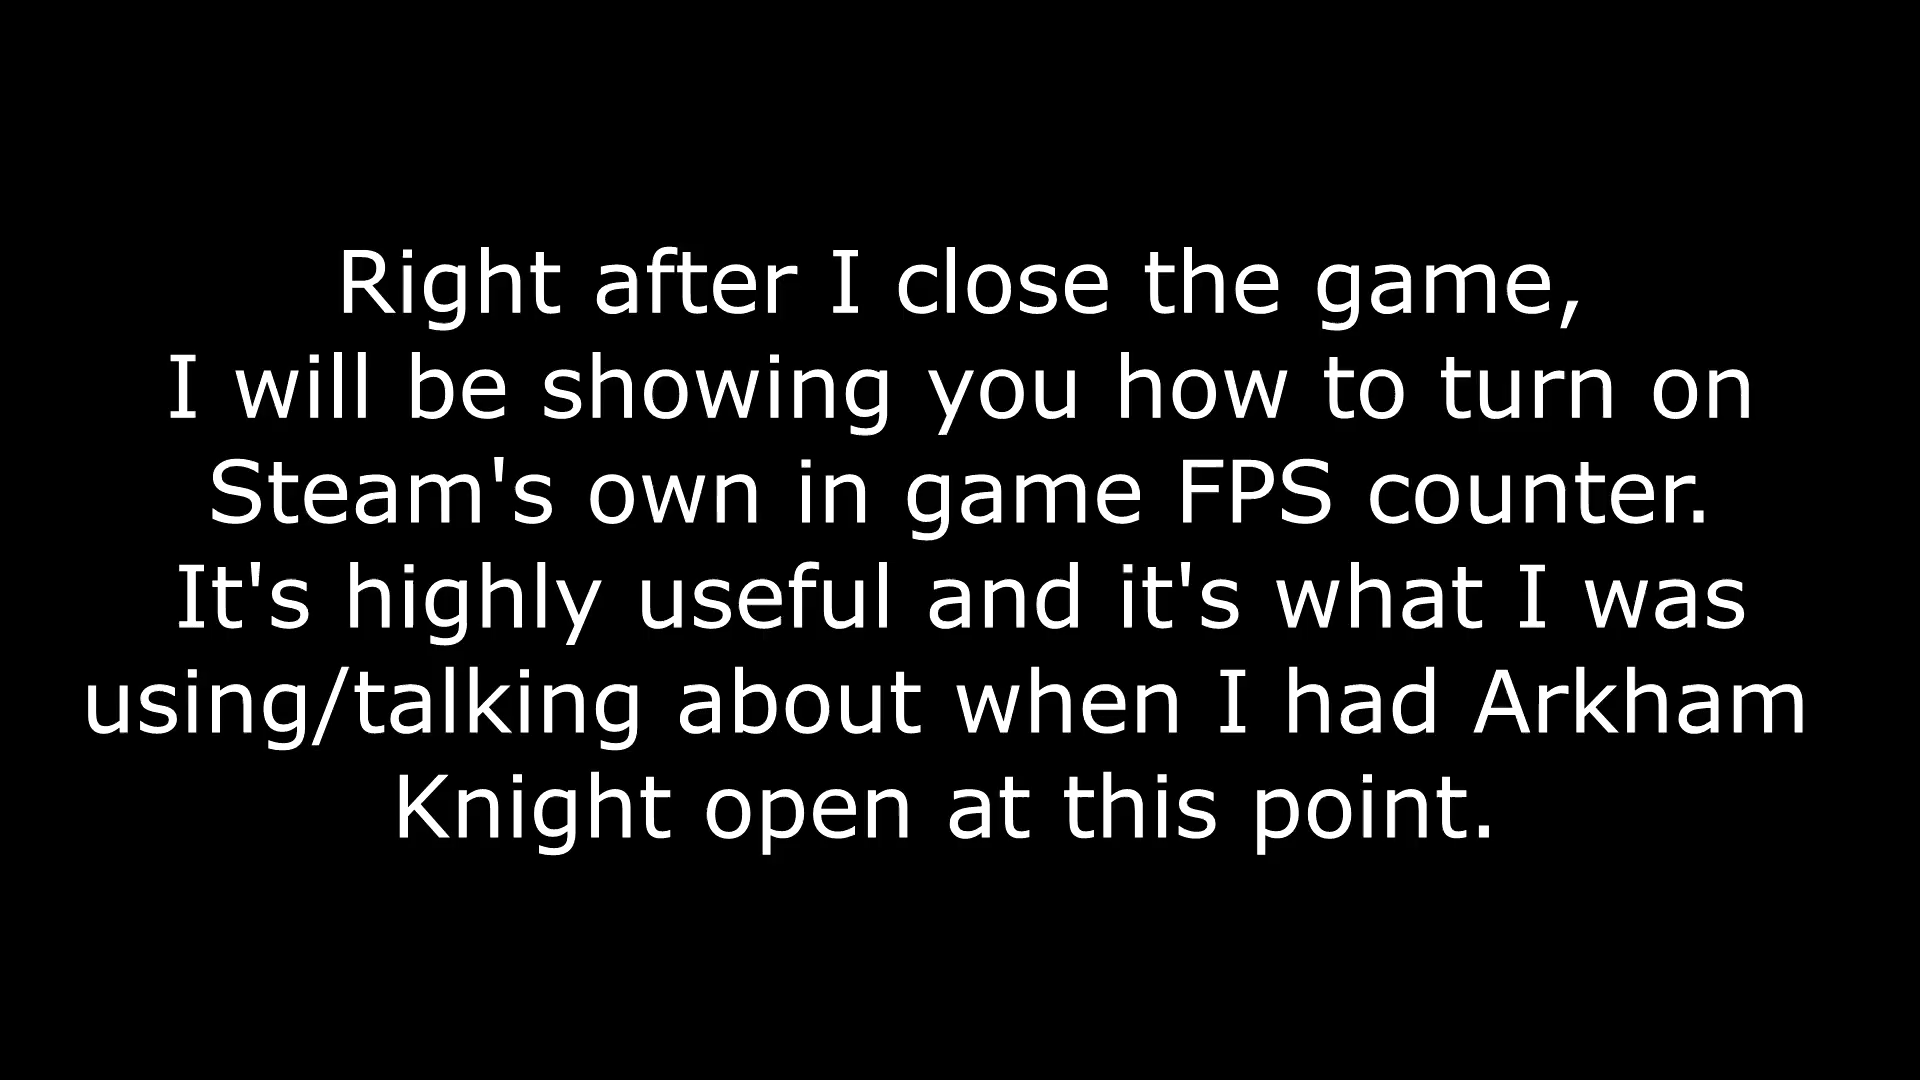 Right after I close the game,
I will be showing you how to turn on
Steam's own in game FPS counter.
It's highly useful and it's what I was
using/talking about when I had Arkham
Knight open at this point.